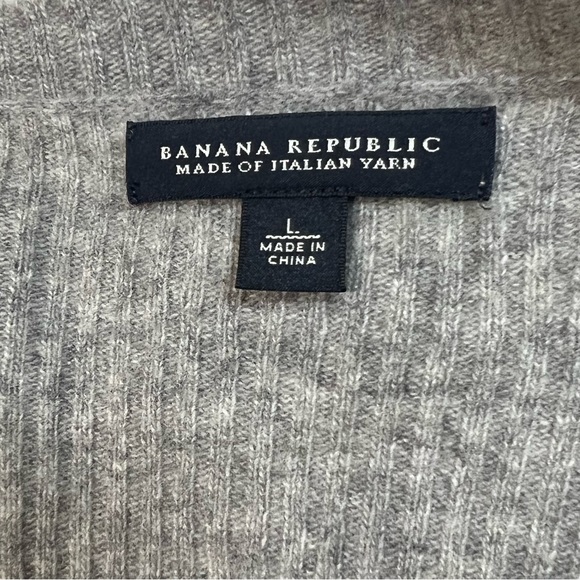 BANANA REPUBLIC
MADE OF ITALIAN YARN
L
MADE IN
CHINA